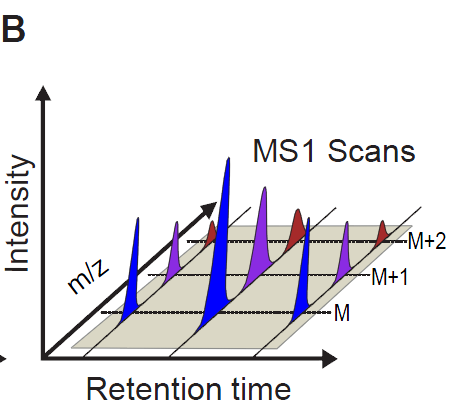 B
MS1 Scans
Intensity
m/z
M+2
M+1
M
Retention time